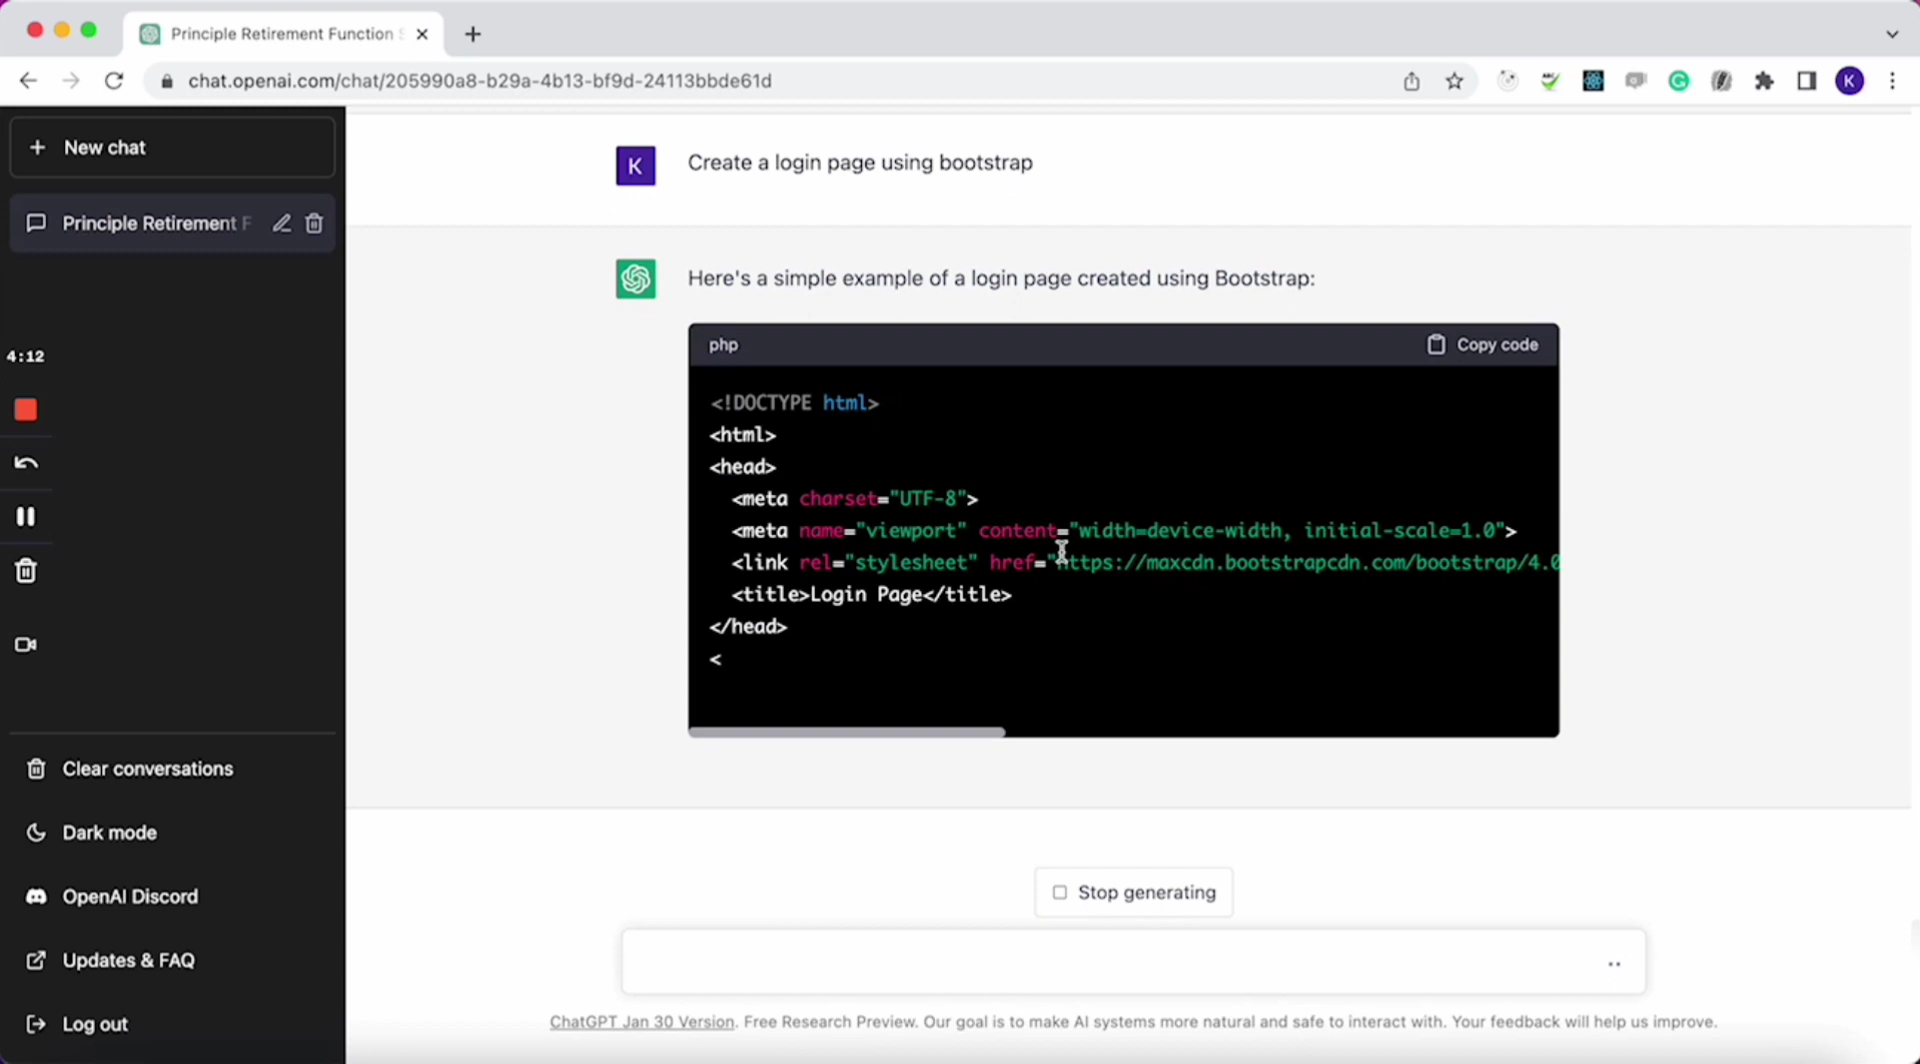 Principle Retirement Function S
chat.openai.com/chat/205990a8-b29a-4b13-bf9d-24113bbde61d
K
New chat
Principle Retirement F
4:12
Clear conversations
Dark mode
OpenAI Discord
Updates & FAQ
Log out
K
Create a login page using bootstrap
Here's a simple example of a login page created using Bootstrap:
php
Copy code
<!DOCTYPE html>
<html>
<head>
<meta charset="UTF-8">
<meta name="viewport" content="width=device-width, initial-scale=1.0">
<link rel="stylesheet" href="https://maxcdn.bootstrapcdn.com/bootstrap/4.0
<title>Login Page</title>
</head>
<
Stop generating
ChatGPT Jan 30 Version. Free Research Preview. Our goal is to make AI systems more natural and safe to interact with. Your feedback will help us improve.